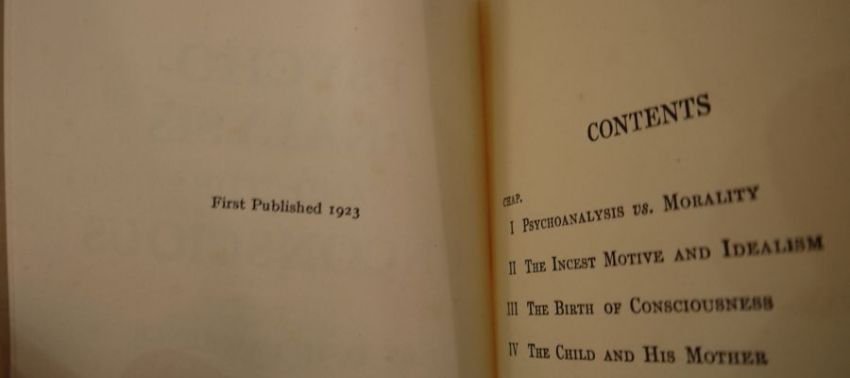 First Published 1923
CONTENTS
CHAP.
I PSYCHOANALYSIS vs. MORALITY
II THE INCEST MOTIVE AND IDEALISM
III THE BIRTH OF CONSCIOUSNESS
IV THE CHILD AND HIS MOTHER